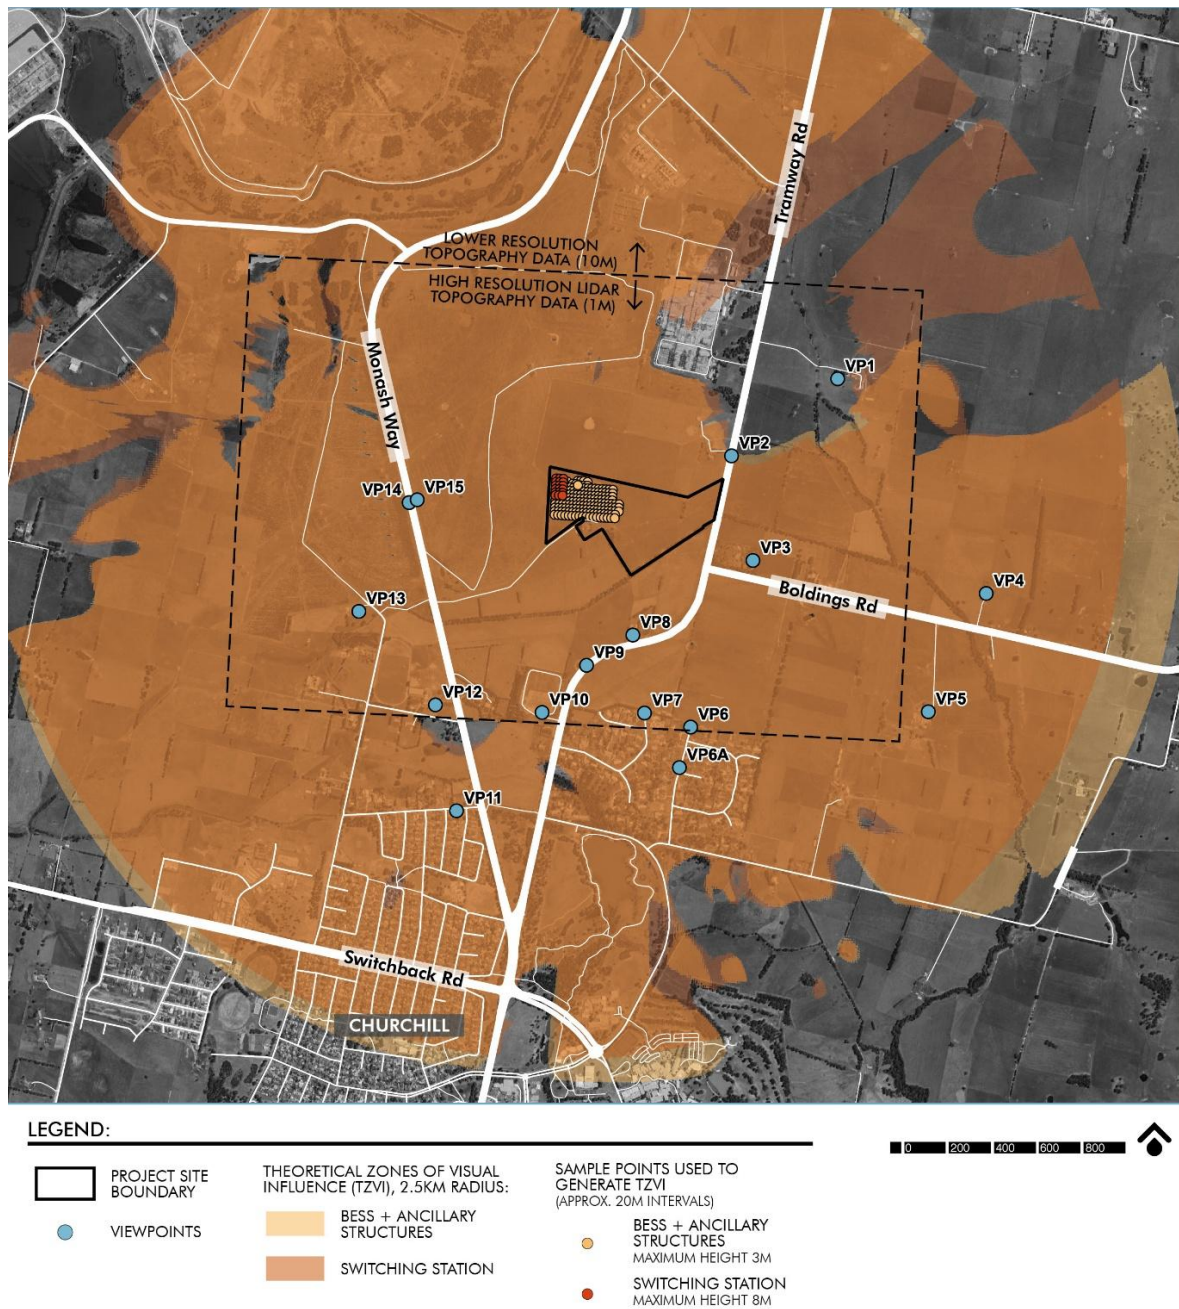 Tramway Rd
LOWER RESOLUTION
TOPOGRAPHY DATA (10M)
HIGH RESOLUTION LIDAR
TOPOGRAPHY DATA (1M)
Monash Way
VP1
VP2
VP14
VP15
VP3
VP4
Boldings Rd
VP13
VP8
VP9
VP12
VP10
VP7
VP6
VP5
VP6A
VP11
Switchback Rd
CHURCHILL
LEGEND:
0 200 400 600 800
PROJECT SITE
BOUNDARY
VIEWPOINTS
THEORETICAL ZONES OF VISUAL
INFLUENCE (TZVI), 2.5KM RADIUS:
BESS + ANCILLARY
STRUCTURES
SWITCHING STATION
SAMPLE POINTS USED TO
GENERATE TZVI
(APPROX. 20M INTERVALS)
BESS + ANCILLARY
STRUCTURES
MAXIMUM HEIGHT 3M
SWITCHING STATION
MAXIMUM HEIGHT 8M